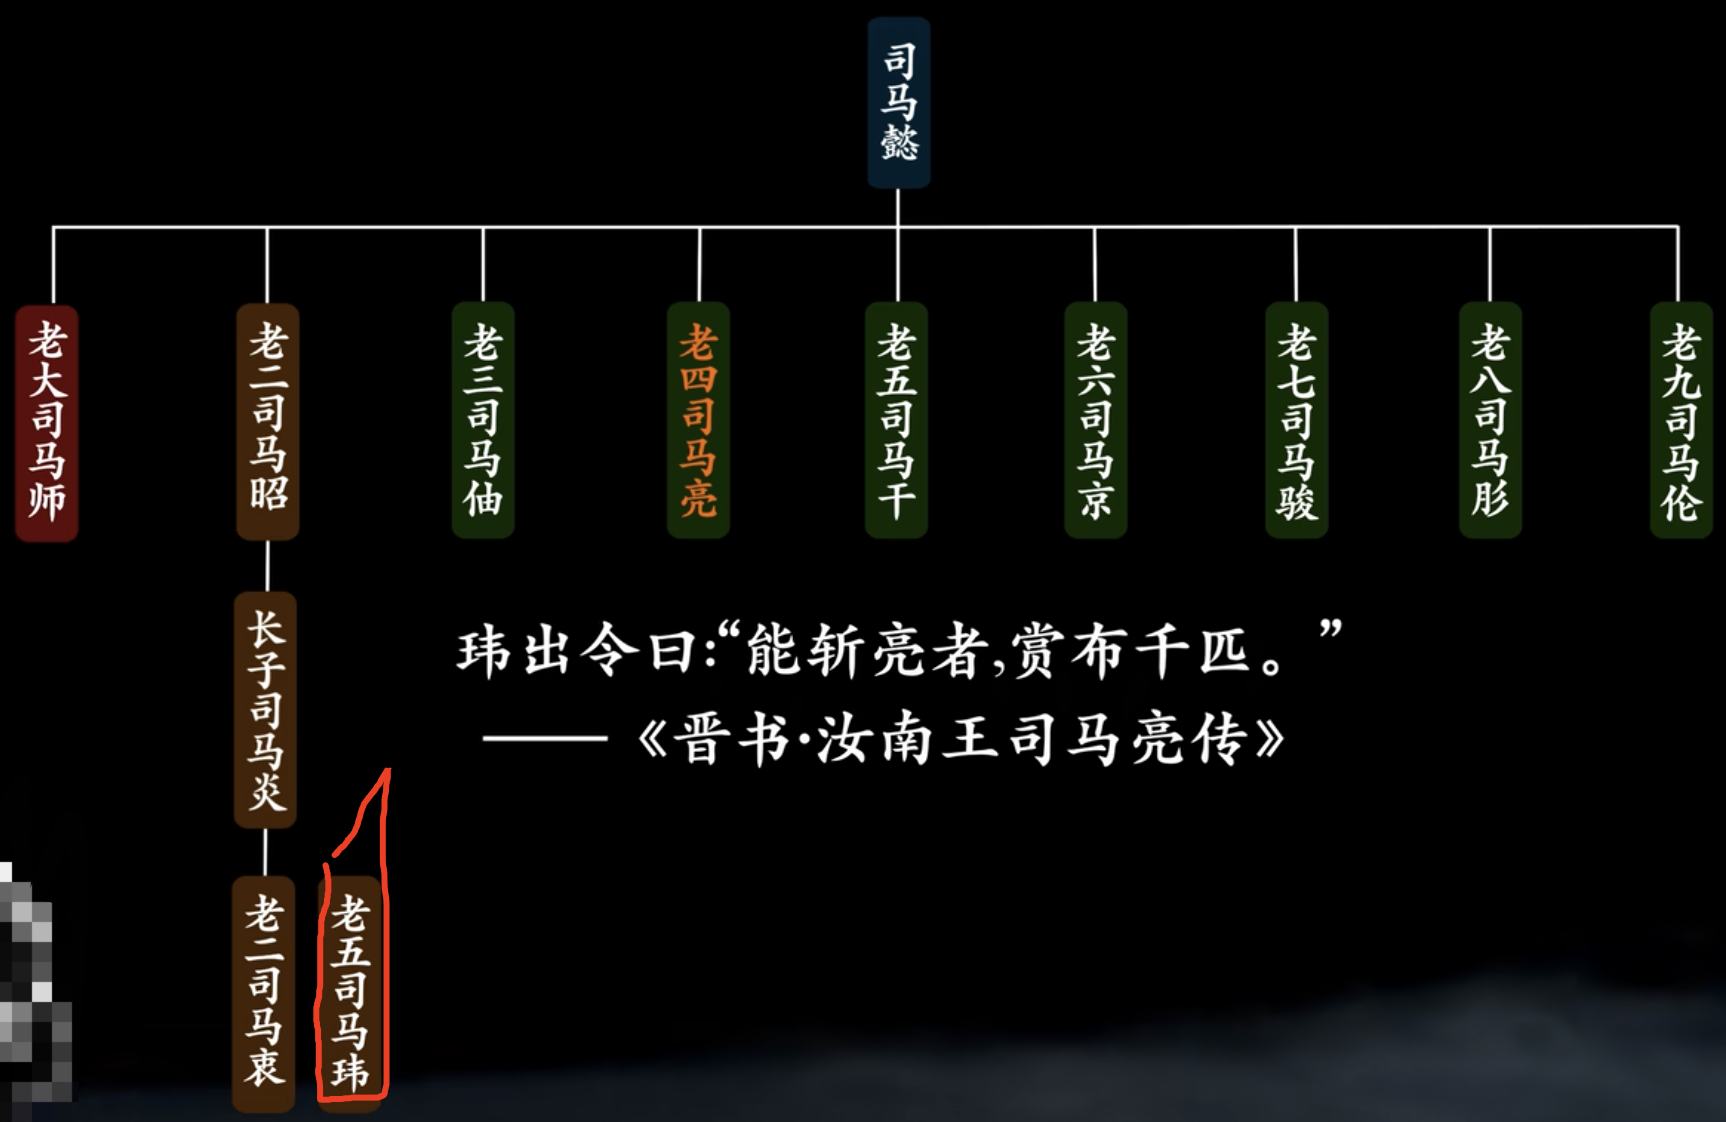 司马懿
老大司马师
老二司马昭
老三司马伷
老四司马亮
老五司马干
老六司马京
老七司马骏
老八司马肜
老九司马伦
长子司马炎
玮出令曰:“能斩亮者,赏布千匹。”
——《晋书·汝南王司马亮传》
老二司马衷
老五司马玮